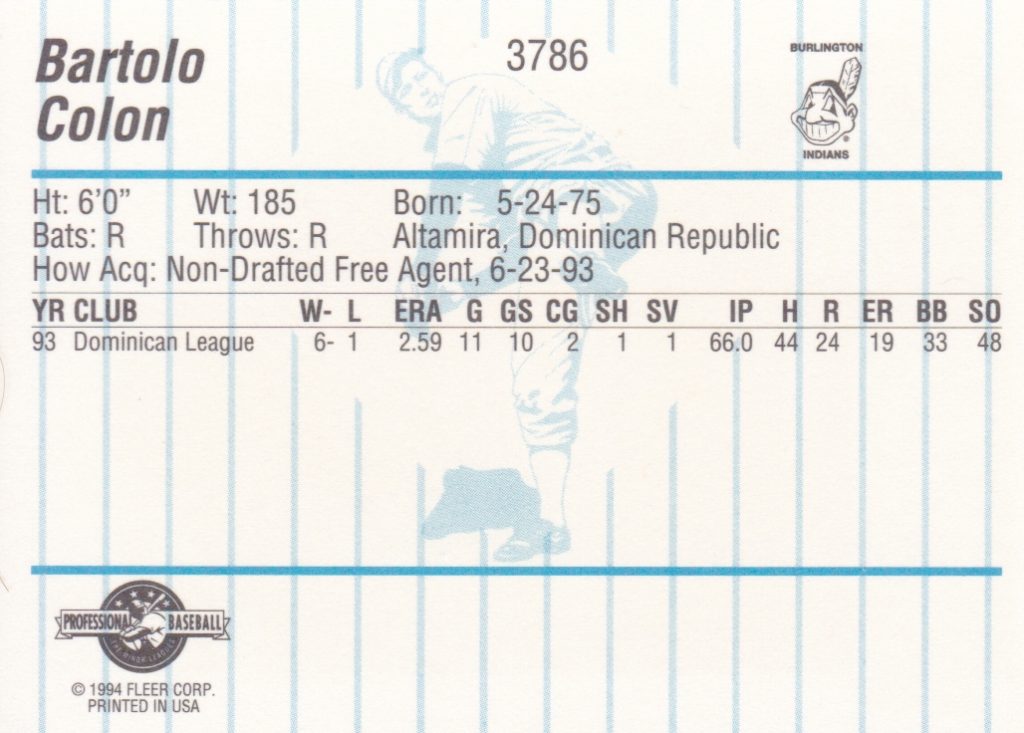 Bartolo
Colon
3786
BURLINGTON
INDIANS
Ht: 6'0" Wt: 185 Born: 5-24-75
Bats: R Throws: R Altamira, Dominican Republic
How Acq: Non-Drafted Free Agent, 6-23-93
YR CLUB W- L ERA G GS CG SH SV IP H R ER BB SO
93 Dominican League 6- 1 2.59 11 10 2 1 1 66.0 44 24 19 33 48
PROFESSIONAL BASEBALL
THE MINOR LEAGUES
© 1994 FLEER CORP.
PRINTED IN USA